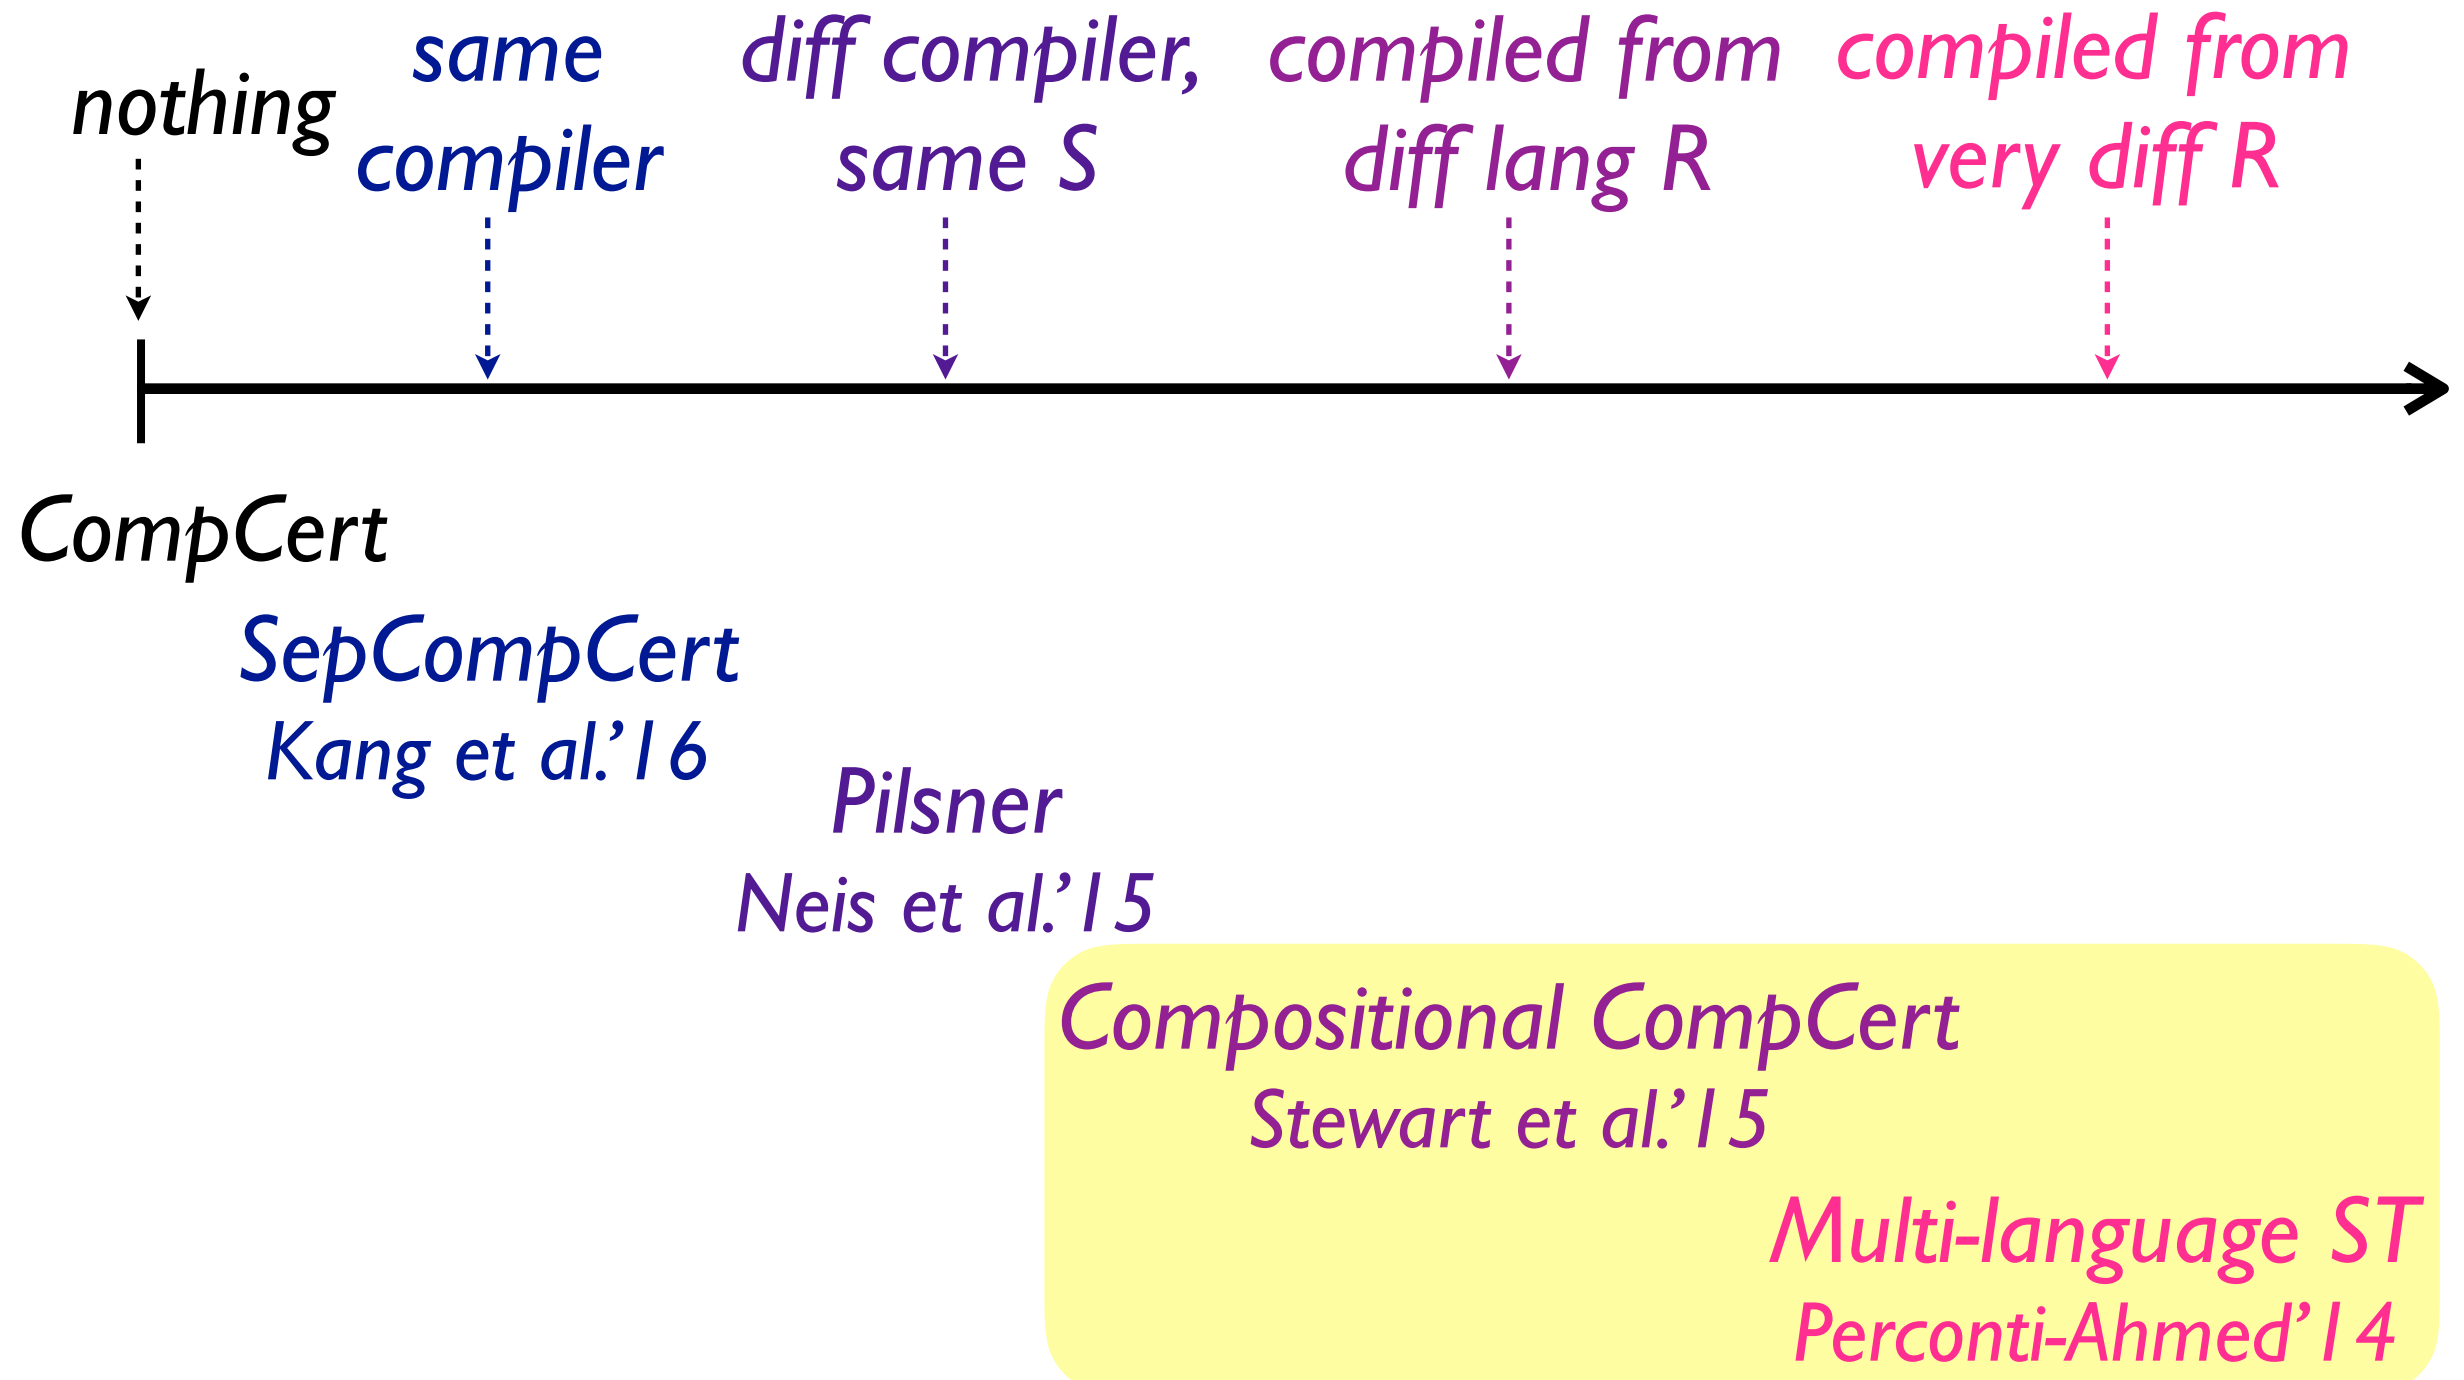 nothing
same
compiler
diff compiler,
same S
compiled from
diff lang R
compiled from
very diff R
CompCert
SepCompCert
Kang et al.’16
Pilsner
Neis et al.’15
Compositional CompCert
Stewart et al.’15
Multi-language ST
Perconti-Ahmed’14